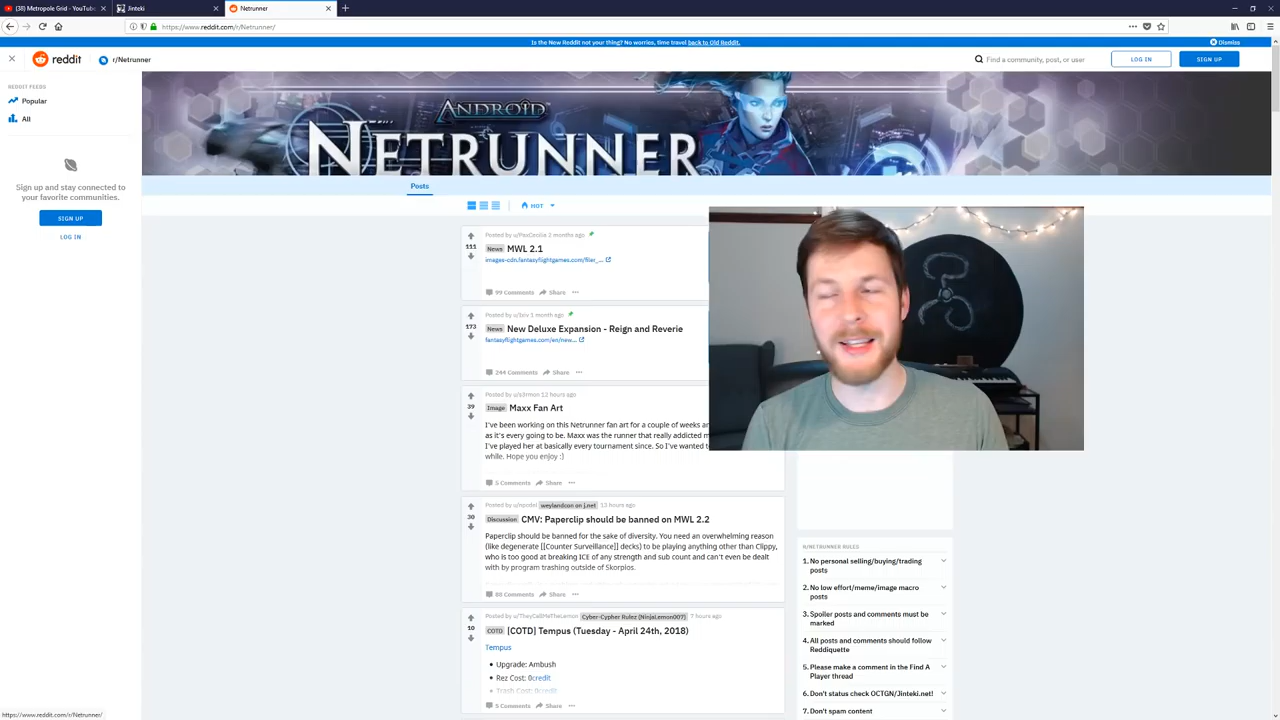 (38) Metropole Grid - YouTube
Jinteki
Netrunner
https://www.reddit.com/r/Netrunner/
Is the New Reddit not your thing? No worries, time travel back to Old Reddit.
Dismiss
reddit
r/Netrunner
Find a community, post, or user
LOG IN
SIGN UP
REDDIT FEEDS
Popular
All
Sign up and stay connected to
your favorite communities.
SIGN UP
LOG IN
ANDROID
NETRUNNER
Posts
HOT
Posted by u/PaxCecilia 2 months ago
111
News MWL 2.1
images-cdn.fantasyflightgames.com/filer_...
99 Comments Share
Posted by 1 month ago
173
News New Deluxe Expansion - Reign and Reverie
fantasyflightgames.com/en/new...
244 Comments Share
Posted by 12 hours ago
39
Image Maxx Fan Art
I've been working on this Netrunner fan art for a couple of weeks
as it's every going to be. Maxx was the runner that really addicted
I've played her at basically every tournament since. So I've wanted
while. Hope you enjoy :]
5 Comments Share
Posted by weylandcon on j.net 13 hours ago
30
Discussion CMV: Paperclip should be banned on MWL 2.2
Paperclip should be banned for the sake of diversity. You need an overwhelming reason
(like degenerate [[Counter Surveillance]] decks) to be playing anything other than Clippy,
who is too good at breaking ICE of any strength and sub count and can't even be dealt
with by program trashing outside of Skorpios.
88 Comments Share
Posted by u/TheyCallMeTheLemon Cyber-Cypher Rulez (NinjaLemon007) 7 hours ago
10
COTD [COTD] Tempus (Tuesday - April 24th, 2018)
Tempus
• Upgrade: Ambush
• Rez Cost: 0credit
• Trash Cost: 0credit
5 Comments Share
R/NETRUNNER RULES
1. No personal selling/buying/trading
posts
2. No low effort/meme/image macro
posts
3. Spoiler posts and comments must be
marked
4. All posts and comments should follow
Reddiquette
5. Please make a comment in the Find A
Player thread
6. Don't status check OCTGN/Jinteki.net!
7. Don't spam content
https://www.reddit.com/r/Netrunner/